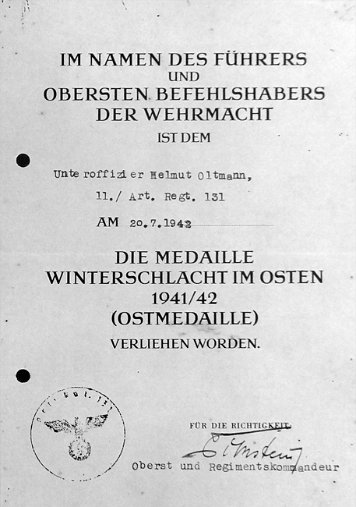 IM NAMEN DES FÜHRERS
UND
OBERSTEN BEFEHLSHABERS
DER WEHRMACHT
IST DEM
Unteroffizier Helmut Oltmann,
11./ Art. Regt. 131
AM 20.7.1942
DIE MEDAILLE
WINTERSCHLACHT IM OSTEN
1941/42
(OSTMEDAILLE)
VERLIEHEN WORDEN.
FÜR DIE RICHTIGKEIT.
Oberst und Regimentskommandeur